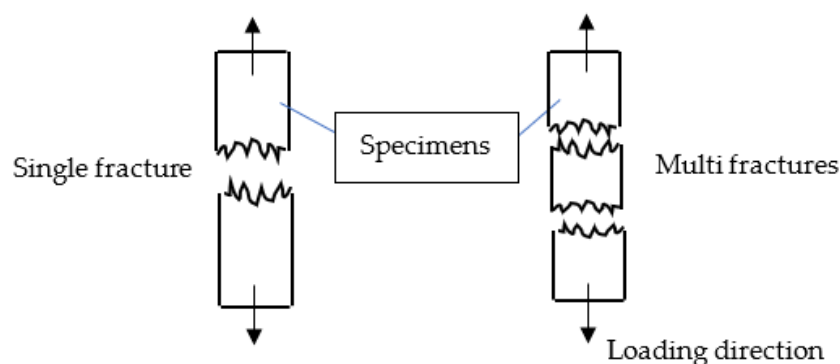 Specimens
Single fracture
Multi fractures
Loading direction